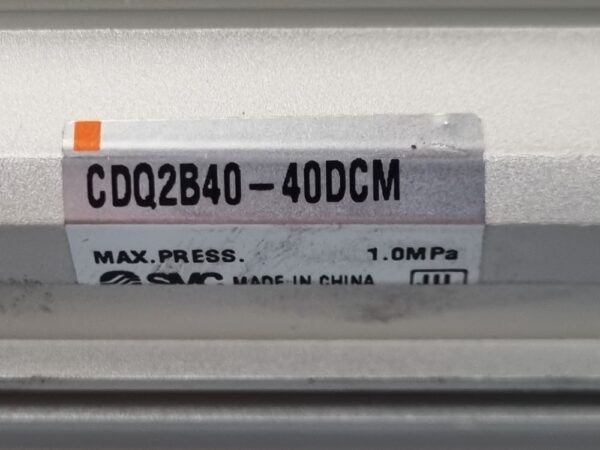 CDQ2B40-40DCM
MAX.PRESS. 1.0MPa
SMC MADE IN CHINA